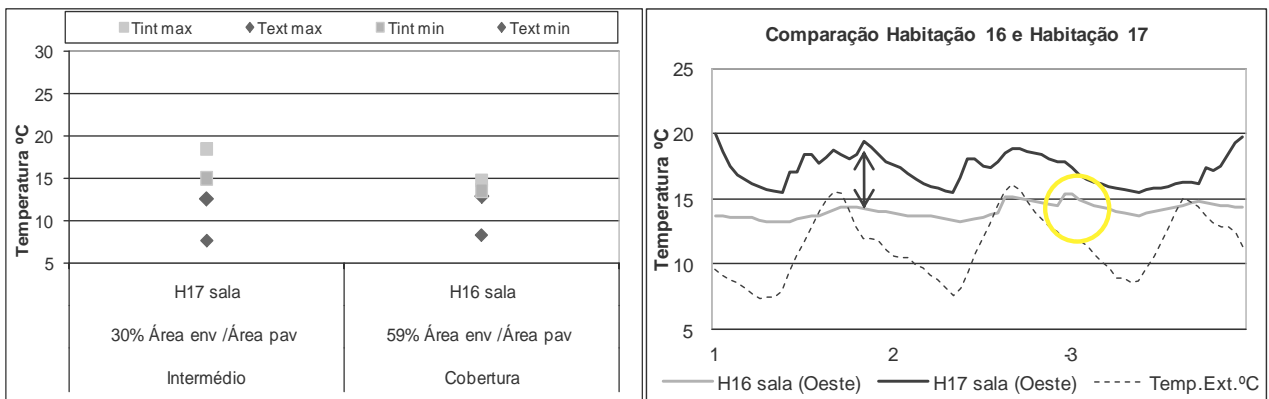 Tint max Text max Tint min Text min
30
25
20
15
10
5
Temperatura ºC
H17 sala H16 sala
30% Área env /Área pav 59% Área env /Área pav
Intermédio Cobertura
Comparação Habitação 16 e Habitação 17
25
20
15
10
5
Temperatura ºC
1 2 -3
H16 sala (Oeste) H17 sala (Oeste) Temp.Ext.ºC